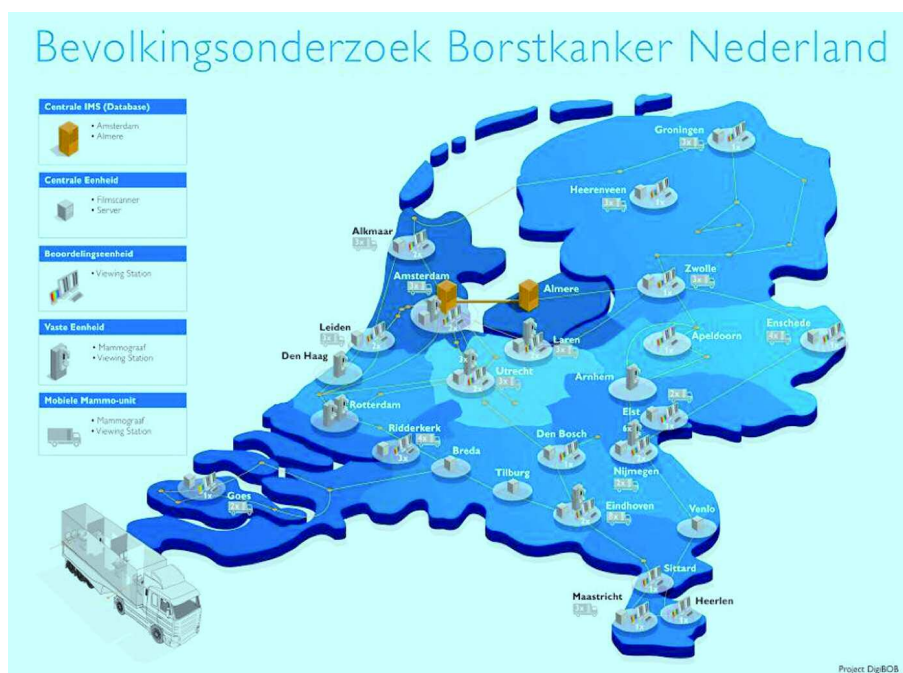 Bevolkingsonderzoek Borstkanker Nederland
Centrale IMS (Database)
• Amsterdam
• Almere
Centrale Eenheid
• Filmscanner
• Server
Beoordelingseenheid
• Viewing Station
Vaste Eenheid
• Mammograaf
• Viewing Station
Mobiele Mammo-unit
• Mammograaf
• Viewing Station
Groningen
Heerenveen
Alkmaar
Amsterdam
Almere
Zwolle
Leiden
Laren
Apeldoorn
Enschede
Den Haag
Utrecht
Arnhem
Rotterdam
Elst
Ridderkerk
Den Bosch
Breda
Nijmegen
Tilburg
Goes
Eindhoven
Venlo
Sittard
Maastricht
Heerlen
Project DigiBOB